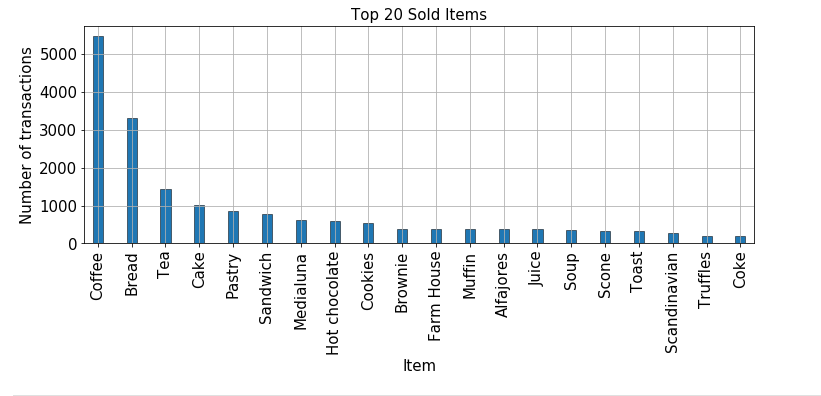 Top 20 Sold Items
Number of transactions
5000
4000
3000
2000
1000
0
Coffee
Bread
Tea
Cake
Pastry
Sandwich
Medialuna
Hot chocolate
Cookies
Brownie
Farm House
Muffin
Alfajores
Juice
Soup
Scone
Toast
Scandinavian
Truffles
Coke
Item